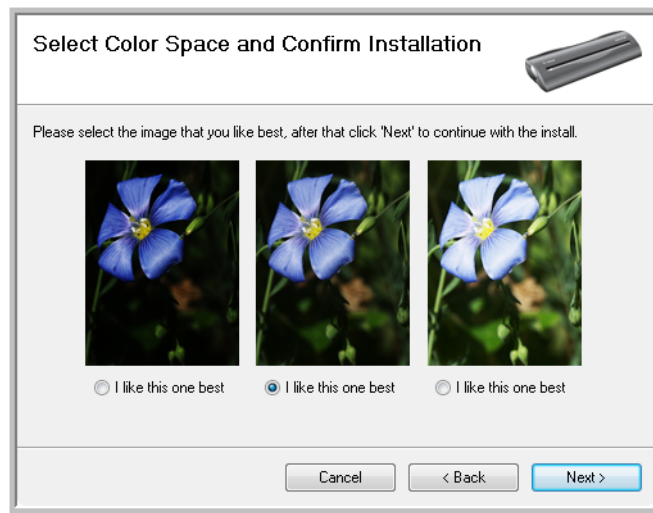 Select Color Space and Confirm Installation
Please select the image that you like best, after that click 'Next' to continue with the install.
I like this one best
I like this one best
I like this one best
Cancel
< Back
Next >